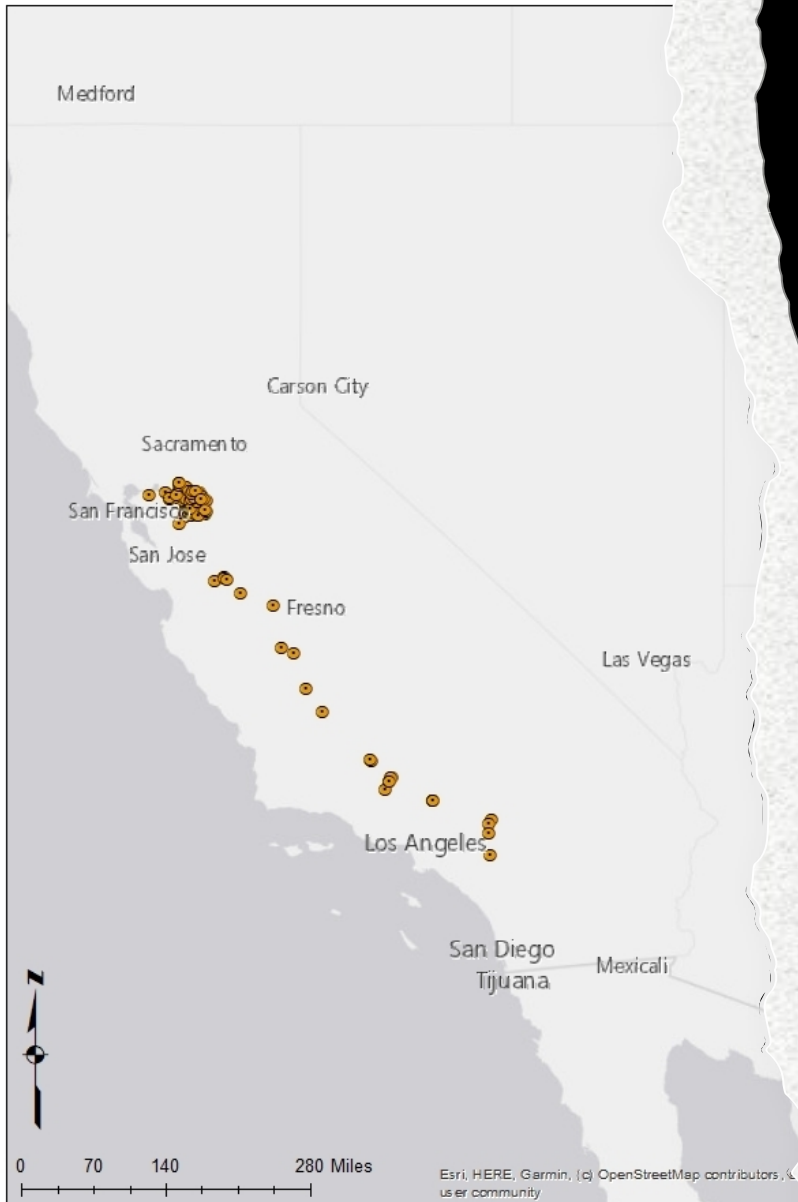 Medford
Carson City
Sacramento
San Francisco
San Jose
Fresno
Las Vegas
Los Angeles
San Diego
Tijuana
Mexicali
N
0 70 140 280 Miles
Esri, HERE, Garmin, (c) OpenStreetMap contributors,
user community